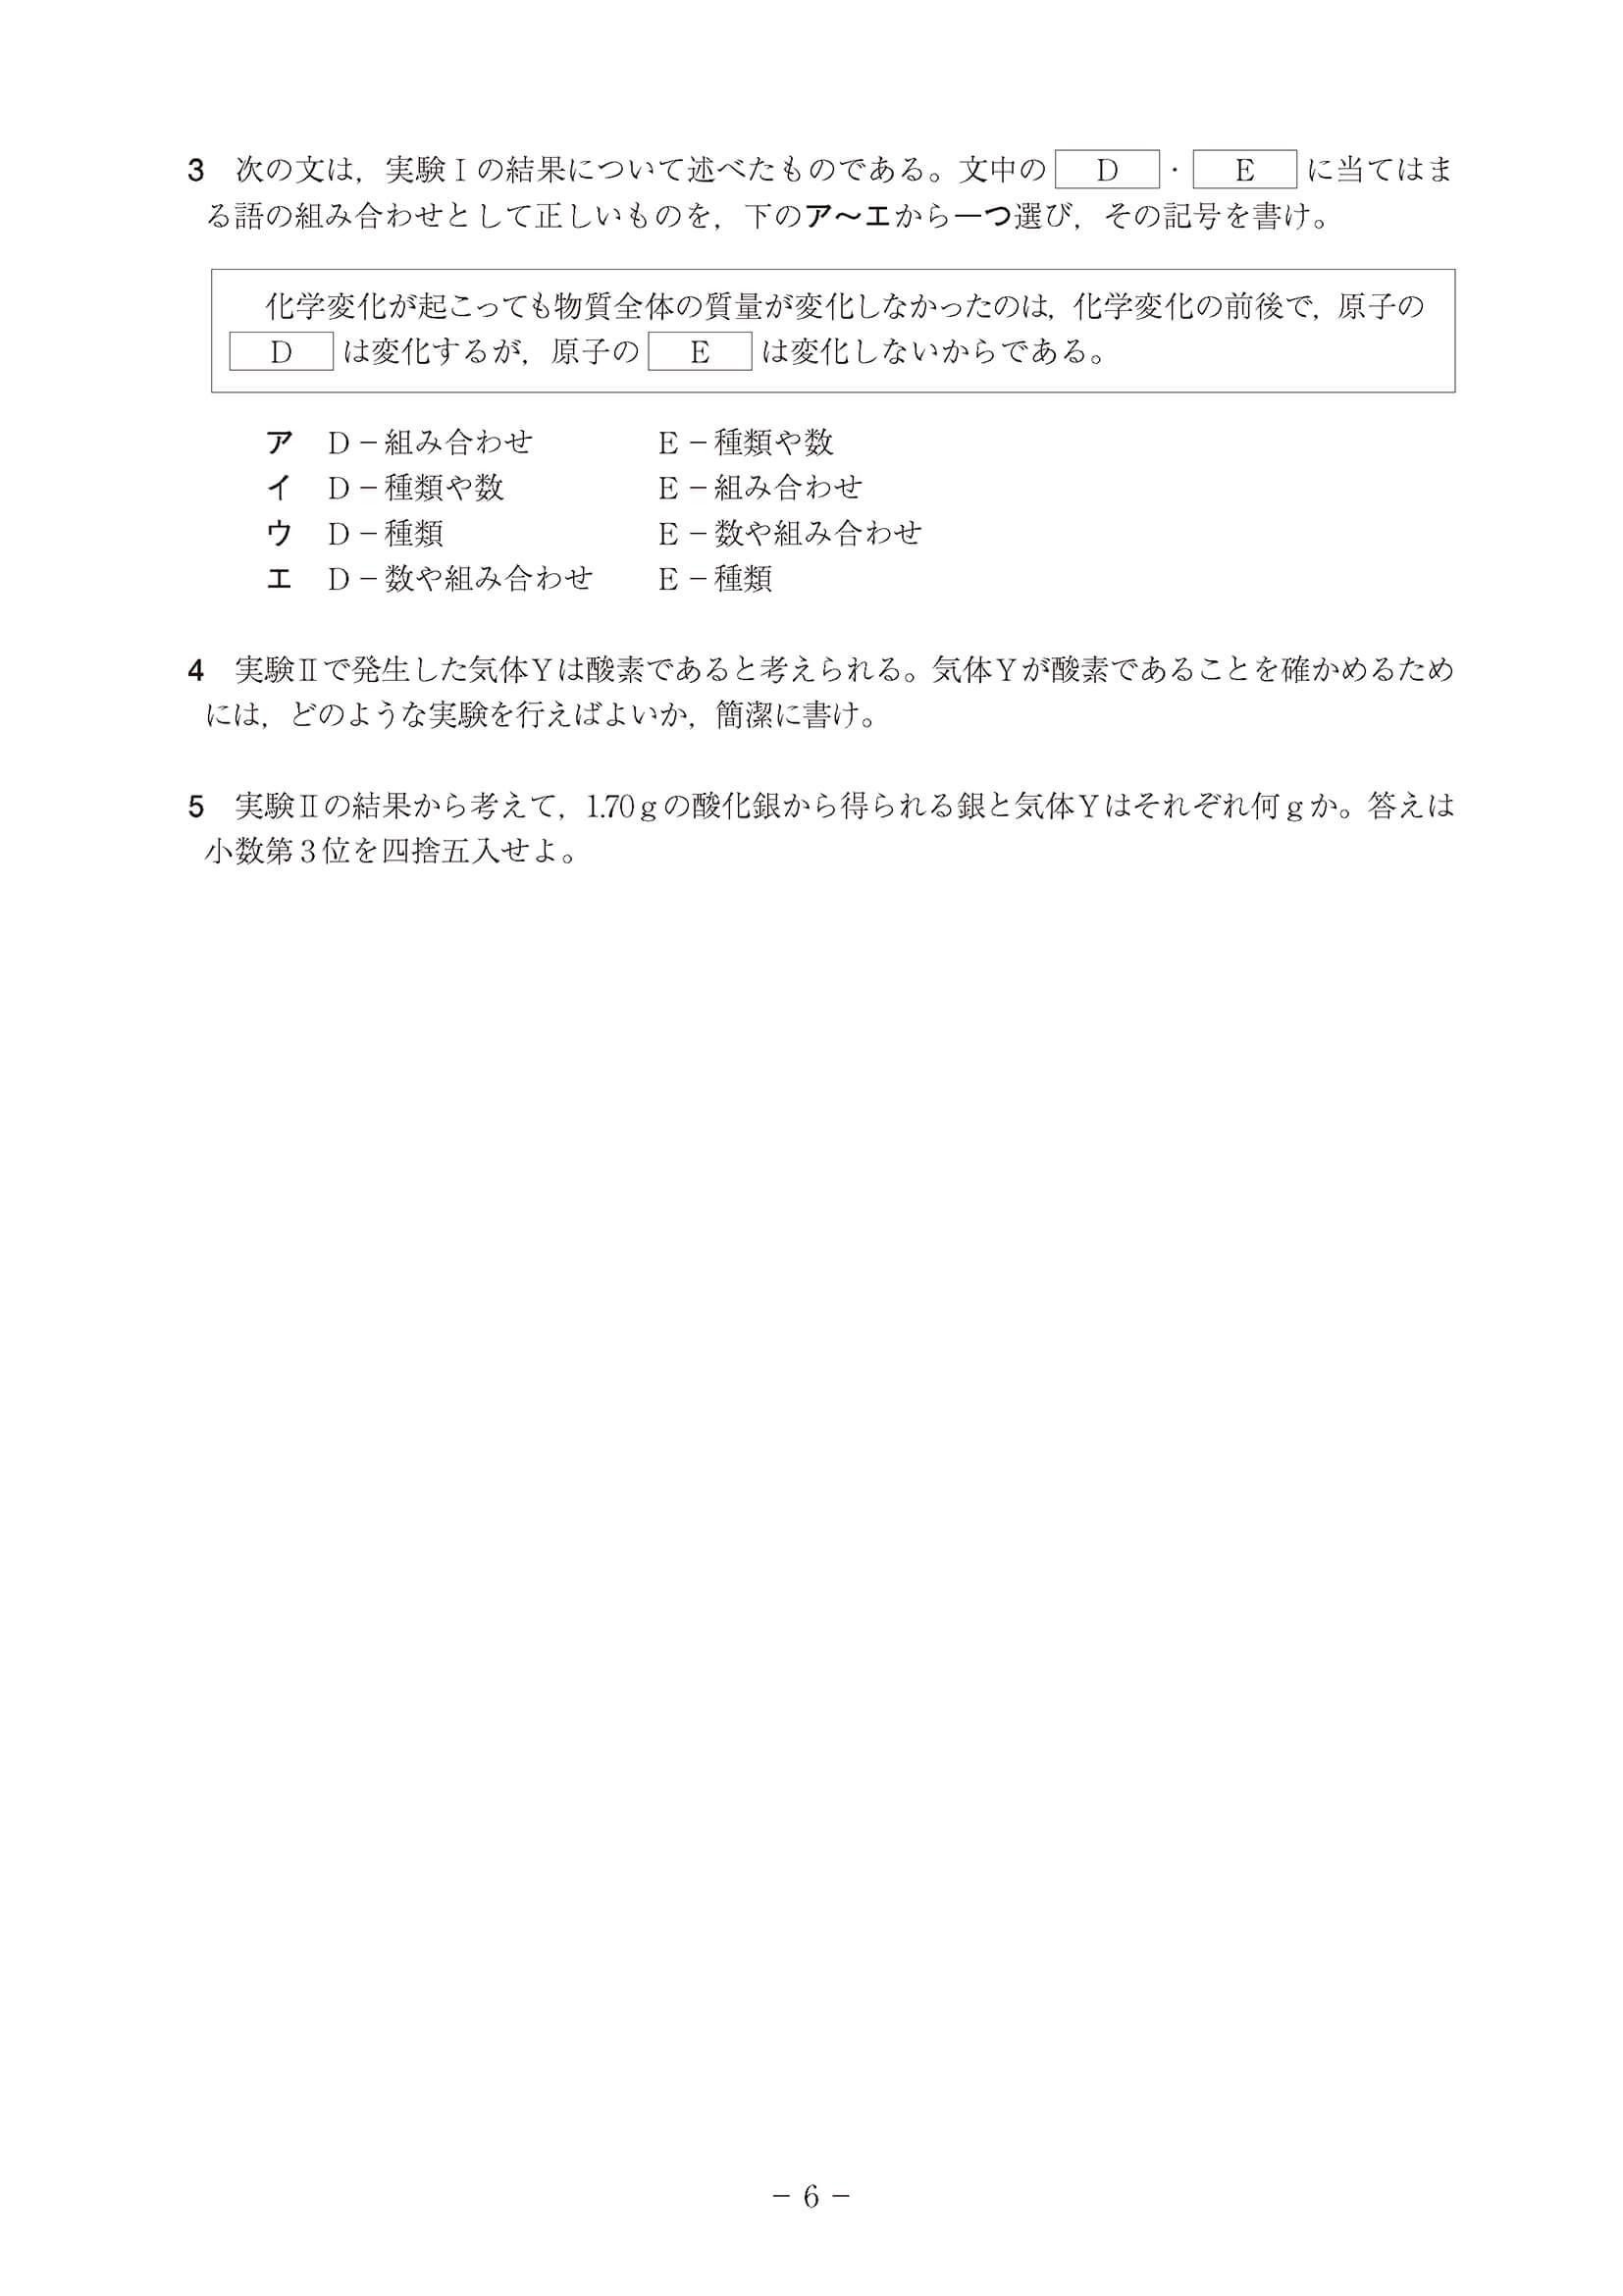 3 次の文は，実験Ⅰの結果について述べたものである。文中の D ・ E に当てはま
る語の組み合わせとして正しいものを，下のア～エから一つ選び，その記号を書け。
化学変化が起こっても物質全体の質量が変化しなかったのは，化学変化の前後で，原子の
D は変化するが，原子の E は変化しないからである。
ア D－組み合わせ E－種類や数
イ D－種類や数 E－組み合わせ
ウ D－種類 E－数や組み合わせ
エ D－数や組み合わせ E－種類
4 実験Ⅱで発生した気体Ｙは酸素であると考えられる。気体Ｙが酸素であることを確かめるため
には，どのような実験を行えばよいか，簡潔に書け。
5 実験Ⅱの結果から考えて，1.70ｇの酸化銀から得られる銀と気体Ｙはそれぞれ何ｇか。答えは
小数第３位を四捨五入せよ。
－ 6 －